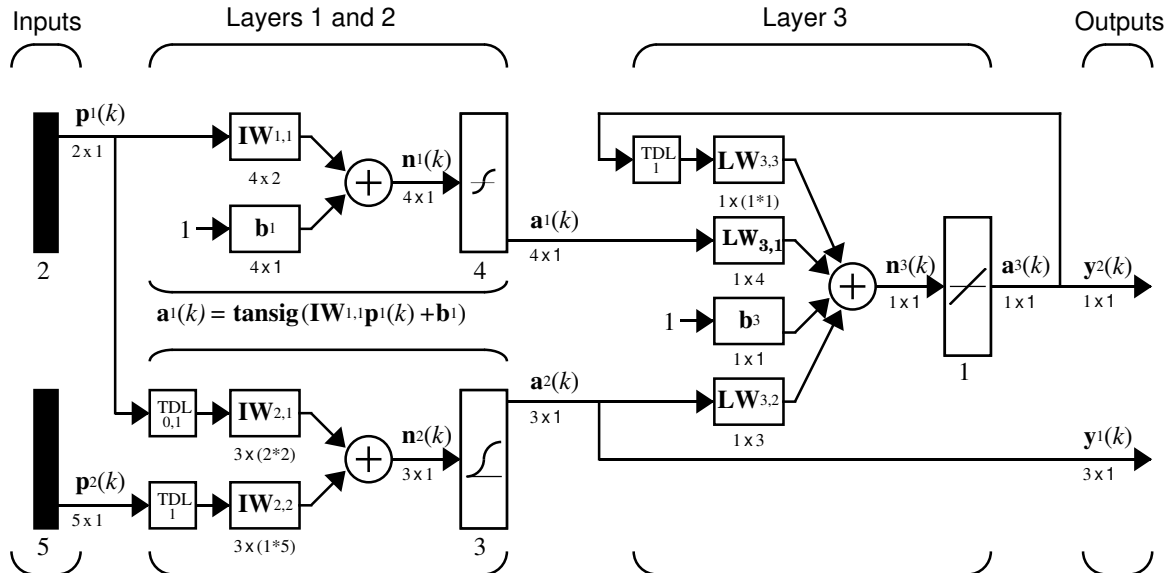 Inputs
Layers 1 and 2
Layer 3
Outputs
p1(k)
2 x 1
2
IW1,1
4 x 2
1
b1
4 x 1
n1(k)
4 x 1
4
a1(k) = tansig (IW1,1p1(k) +b1)
a1(k)
4 x 1
TDL
1
LW3,3
1 x (1*1)
LW3,1
1 x 4
1
b3
1 x 1
LW3,2
1 x 3
n3(k)
1 x 1
1
a3(k)
1 x 1
y2(k)
1 x 1
5
p2(k)
5 x 1
TDL
0,1
IW2,1
3 x (2*2)
TDL
1
IW2,2
3 x (1*5)
n2(k)
3 x 1
3
a2(k)
3 x 1
y1(k)
3 x 1